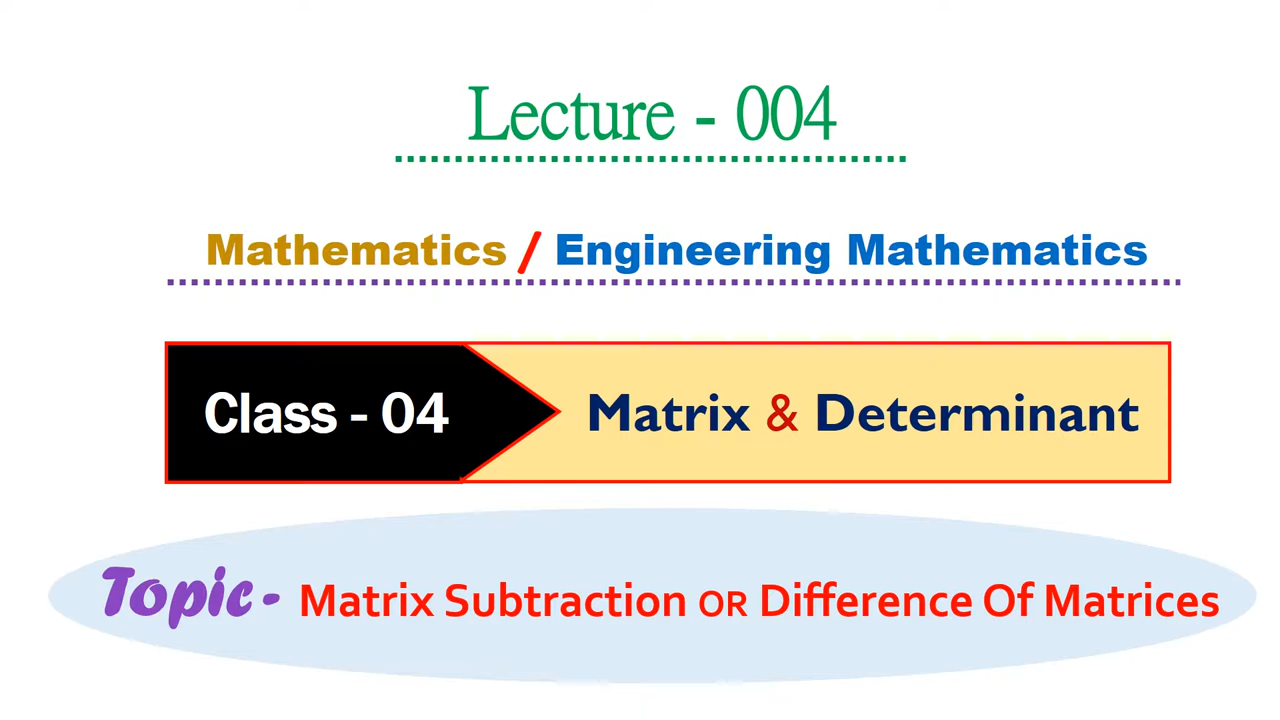 Lecture - 004
Mathematics / Engineering Mathematics
Class - 04 Matrix & Determinant
Topic- Matrix Subtraction OR Difference Of Matrices